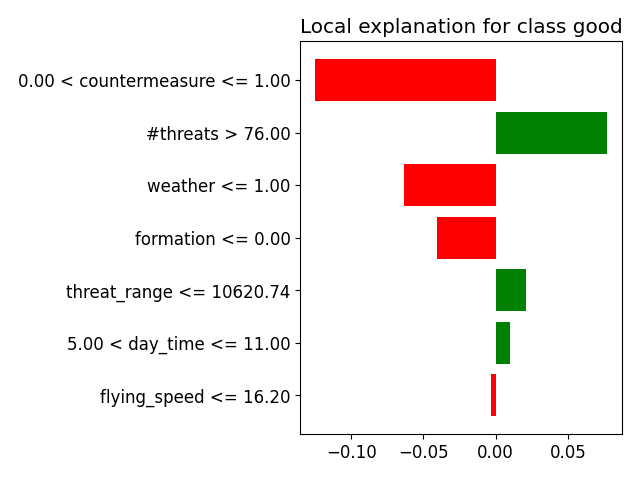 Local explanation for class good
0.00 < countermeasure <= 1.00
#threats > 76.00
weather <= 1.00
formation <= 0.00
threat_range <= 10620.74
5.00 < day_time <= 11.00
flying_speed <= 16.20
−0.10 −0.05 0.00 0.05